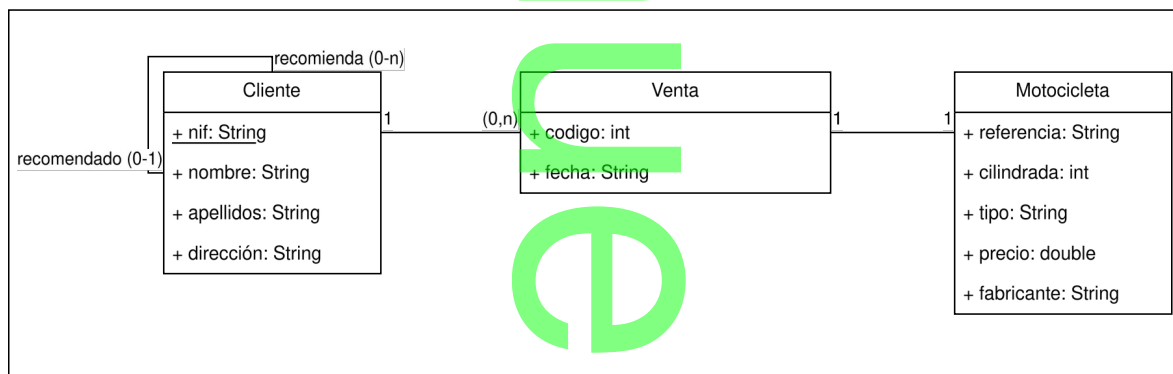 recomienda (0-n)
Cliente
+ nif: String
+ nombre: String
+ apellidos: String
+ dirección: String
recomendado (0-1)
1
(0,n)
Venta
+ codigo: int
+ fecha: String
1
1
Motocicleta
+ referencia: String
+ cilindrada: int
+ tipo: String
+ precio: double
+ fabricante: String